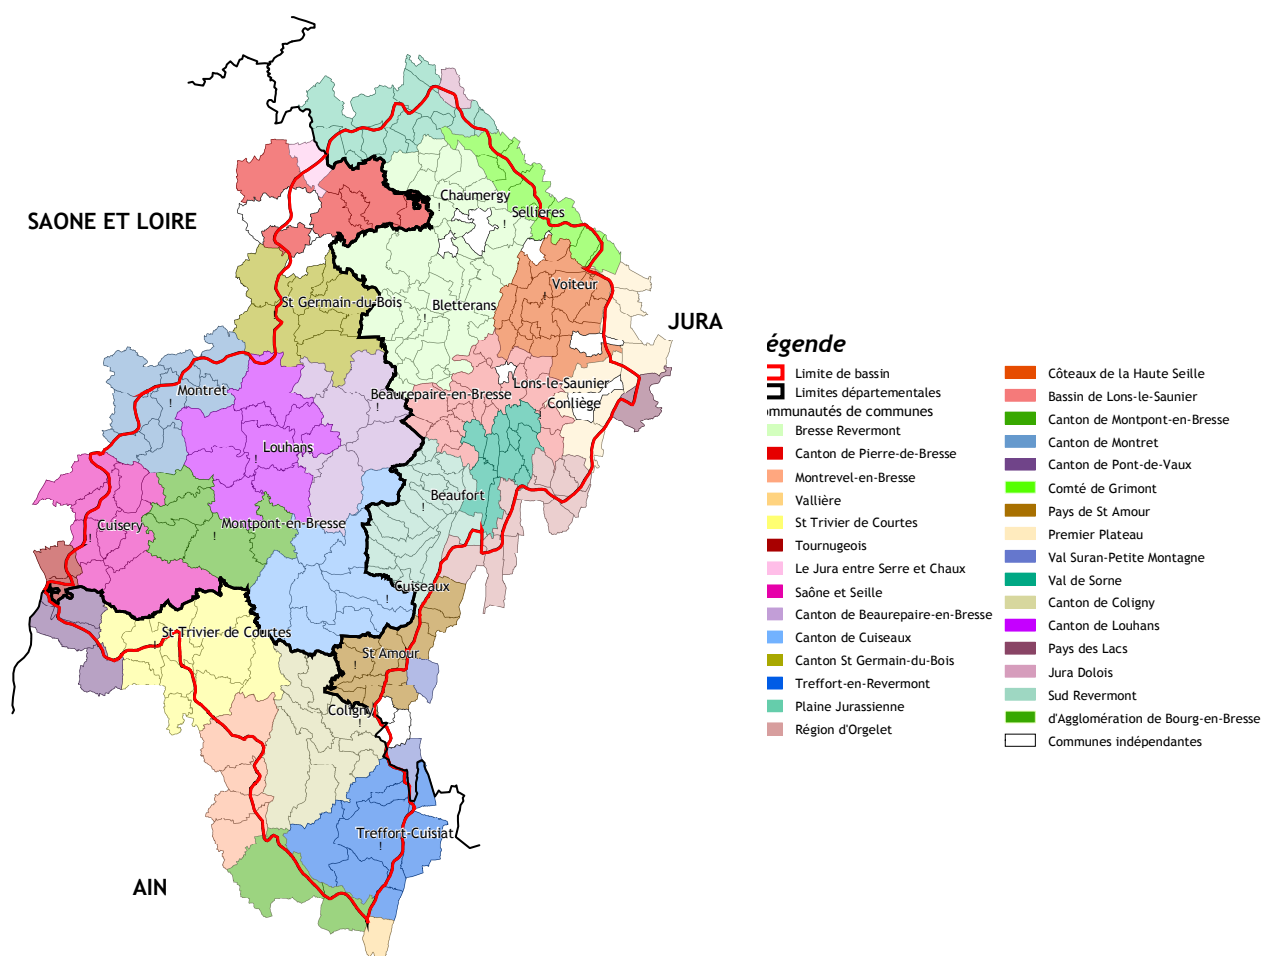 SAONE ET LOIRE
JURA
AIN
Chaumergy
Sellières
Voiteur
St Germain-du-Bois
Bletterans
Montret
Beaurepaire-en-Bresse
Lons-le-Saunier
Conliège
Louhans
Beaufort
Cuisery
Montpont-en-Bresse
Cuiseaux
St Trivier de Courtes
St Amour
Coligny
Treffort-Cuisiat
égende
Limite de bassin
Limites départementales
ommunautés de communes
Bresse Revermont
Canton de Pierre-de-Bresse
Montrevel-en-Bresse
Vallière
St Trivier de Courtes
Tournugeois
Le Jura entre Serre et Chaux
Saône et Seille
Canton de Beaurepaire-en-Bresse
Canton de Cuiseaux
Canton St Germain-du-Bois
Treffort-en-Revermont
Plaine Jurassienne
Région d'Orgelet
Côteaux de la Haute Seille
Bassin de Lons-le-Saunier
Canton de Montpont-en-Bresse
Canton de Montret
Canton de Pont-de-Vaux
Comté de Grimont
Pays de St Amour
Premier Plateau
Val Suran-Petite Montagne
Val de Sorne
Canton de Coligny
Canton de Louhans
Pays des Lacs
Jura Dolois
Sud Revermont
d'Agglomération de Bourg-en-Bresse
Communes indépendantes